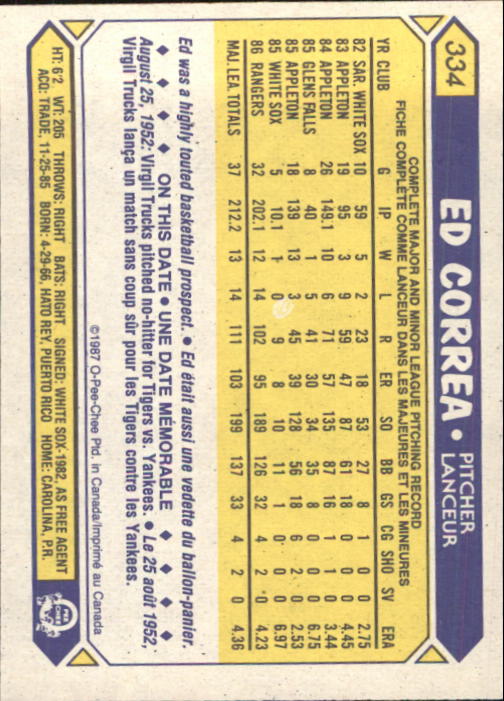 334
ED CORREA • PITCHER
LANCEUR
COMPLETE MAJOR AND MINOR LEAGUE PITCHING RECORD
FICHE COMPLÈTE COMME LANCEUR DANS LES MAJEURES ET LES MINEURES
YR CLUB G IP W L R ER SO BB GS CG SHO SV ERA
82 SAR. WHITE SOX 10 59 5 2 23 18 53 27 8 1 0 0 2.75
83 APPLETON 19 95 3 9 59 47 87 61 18 0 0 0 4.45
84 APPLETON 26 149.1 10 6 71 57 135 87 16 1 1 0 3.44
85 GLENS FALLS 8 40 1 5 41 30 34 35 8 0 0 0 6.75
85 APPLETON 18 139 13 3 45 39 128 56 18 6 2 0 2.53
85 WHITE SOX 5 10.1 1 0 9 8 10 11 1 0 0 0 6.97
86 RANGERS 32 202.1 12 14 102 95 189 126 32 4 2 0 4.23
MAJ. LEA. TOTALS 37 212.2 13 14 111 103 199 137 33 4 2 0 4.36
Ed was a highly touted basketball prospect. • Ed était aussi une vedette du ballon-panier.
♦ ♦ ♦ ♦ ON THIS DATE • UNE DATE MÉMORABLE ♦ ♦ ♦ ♦
August 25, 1952: Virgil Trucks pitched no-hitter for Tigers vs. Yankees. • Le 25 août 1952,
Virgil Trucks lança un match sans coup sûr pour les Tigers contre les Yankees.
©1987 O-Pee-Chee Ptd. in Canada/Imprimé au Canada
HT: 6'2 WT: 205 THROWS: RIGHT BATS: RIGHT SIGNED: WHITE SOX-1982, AS FREE AGENT
ACQ: TRADE, 11-25-85 BORN: 4-29-66, HATO REY, PUERTO RICO HOME: CAROLINA, P.R.
O-PEE-CHEE